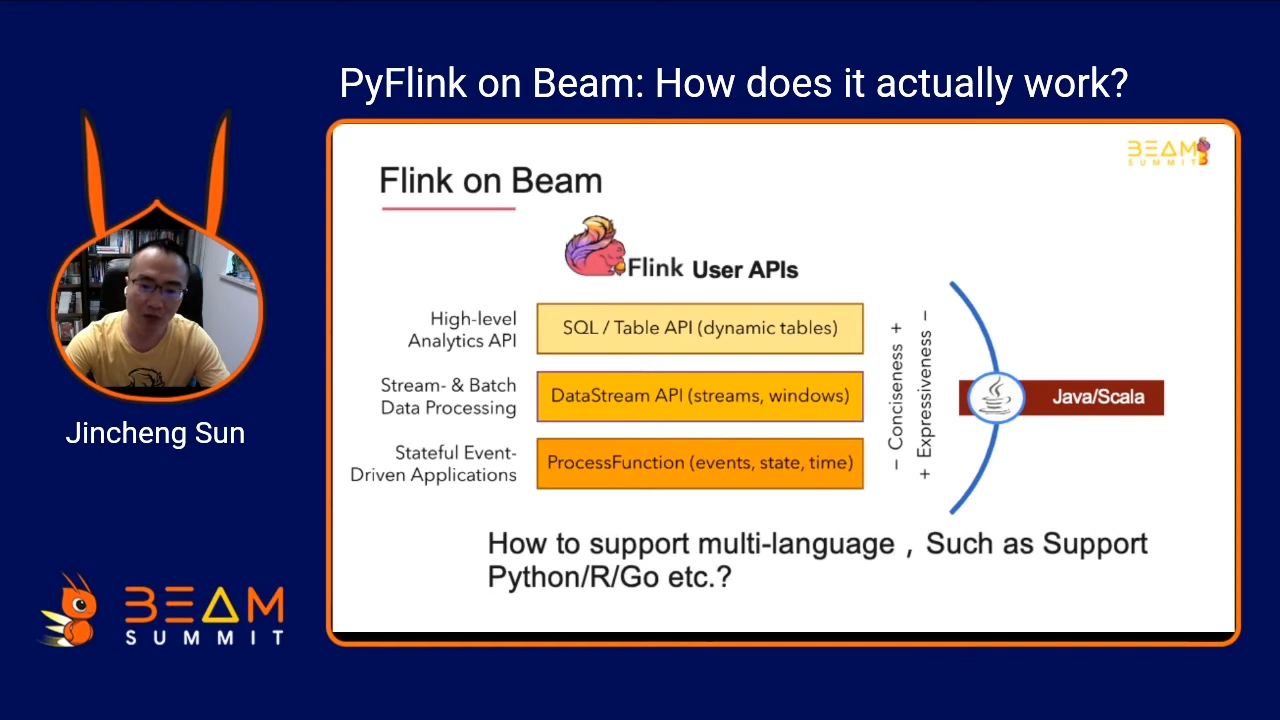 PyFlink on Beam: How does it actually work?
BEAM
SUMMIT
Flink on Beam
Flink User APIs
High-level
Analytics API
SQL / Table API (dynamic tables)
Stream- & Batch
Data Processing
DataStream API (streams, windows)
Stateful Event-
Driven Applications
ProcessFunction (events, state, time)
− Conciseness +
+ Expressiveness −
Java/Scala
How to support multi-language，Such as Support
Python/R/Go etc.?
Jincheng Sun
BEAM
SUMMIT